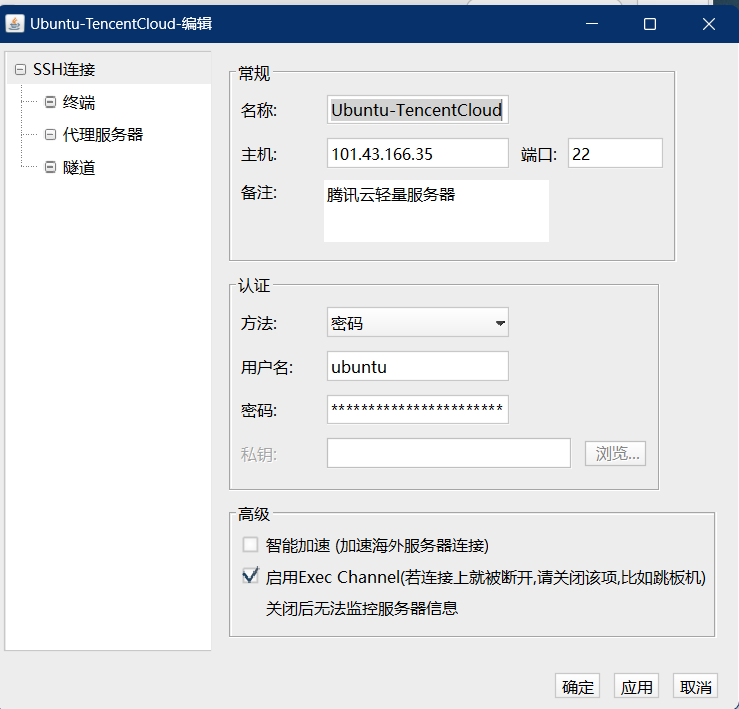 Ubuntu-TencentCloud-编辑
SSH连接
终端
代理服务器
隧道
常规
名称: Ubuntu-TencentCloud
主机: 101.43.166.35 端口: 22
备注: 腾讯云轻量服务器
认证
方法: 密码
用户名: ubuntu
密码: ***********************
私钥: 浏览...
高级
智能加速 (加速海外服务器连接)
启用Exec Channel(若连接上就被断开,请关闭该项,比如跳板机)
关闭后无法监控服务器信息
确定 应用 取消